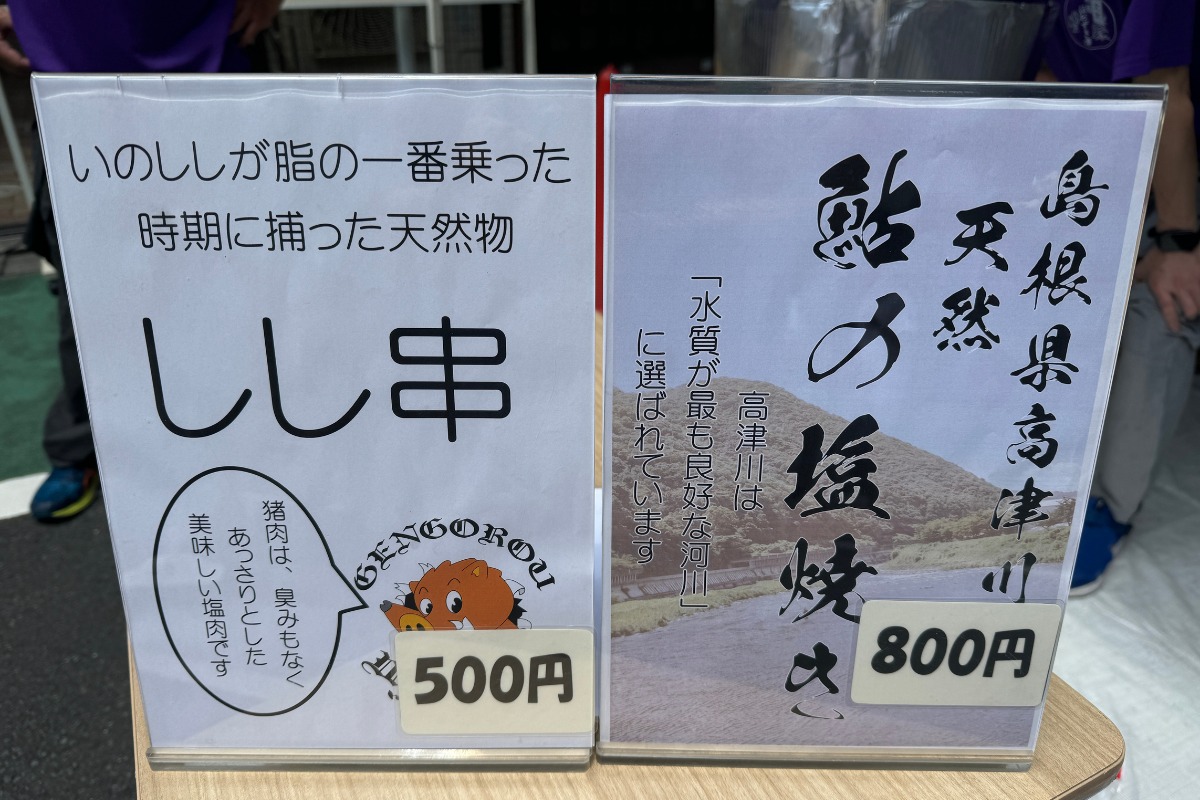 いのししが脂の一番乗った
時期に捕った天然物
しし串
猪肉は、臭みもなく
あっさりとした
美味しい塩肉です
GENGOROU
500円
島根県高津川
天然
鮎の塩焼き
高津川は
「水質が最も良好な河川」
に選ばれています
800円